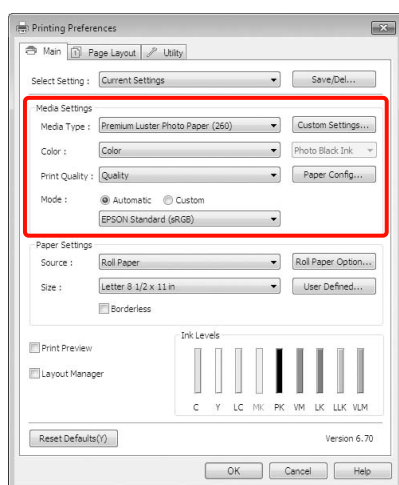 Printing Preferences
Main Page Layout Utility
Select Setting : Current Settings Save/Del...
Media Settings
Media Type : Premium Luster Photo Paper (260) Custom Settings...
Color : Color Photo Black Ink
Print Quality : Quality Paper Config...
Mode : Automatic Custom
EPSON Standard (sRGB)
Paper Settings
Source : Roll Paper Roll Paper Option...
Size : Letter 8 1/2 x 11 in User Defined...
Borderless
Ink Levels
Print Preview
Layout Manager
C Y LC MK PK VM LK LLK VLM
Reset Defaults(Y) Version 6.70
OK Cancel Help